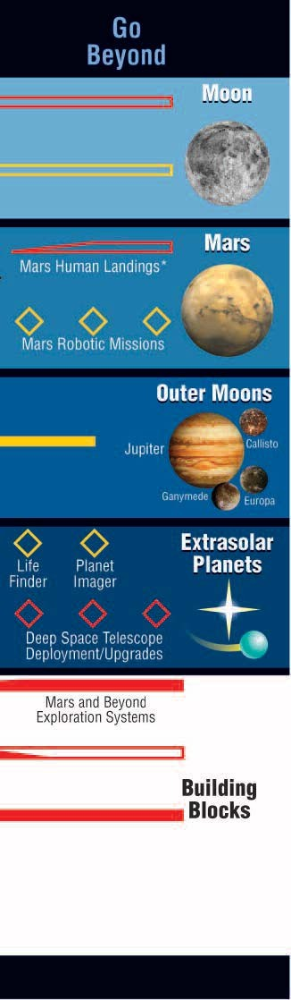 Go
Beyond
Moon
Mars
Mars Human Landings*
Mars Robotic Missions
Outer Moons
Jupiter
Callisto
Ganymede
Europa
Extrasolar
Planets
Life
Finder
Planet
Imager
Deep Space Telescope
Deployment/Upgrades
Mars and Beyond
Exploration Systems
Building
Blocks